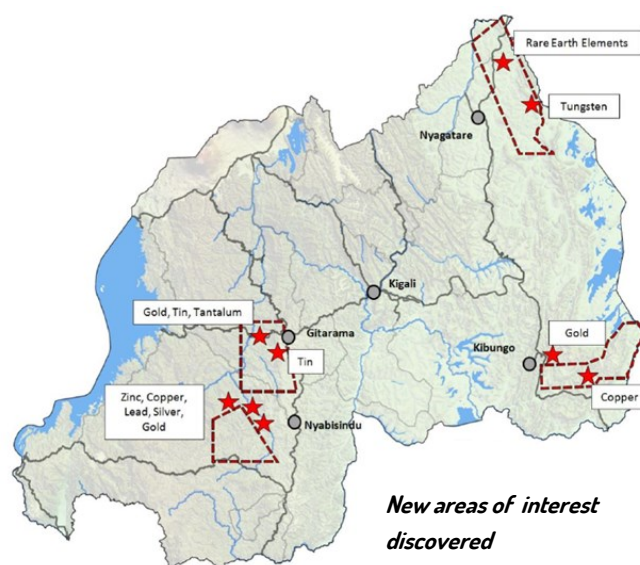 Rare Earth Elements
Tungsten
Nyagatare
Kigali
Gold, Tin, Tantalum
Gitarama
Tin
Gold
Kibungo
Copper
Zinc, Copper,
Lead, Silver,
Gold
Nyabisindu
New areas of interest
discovered